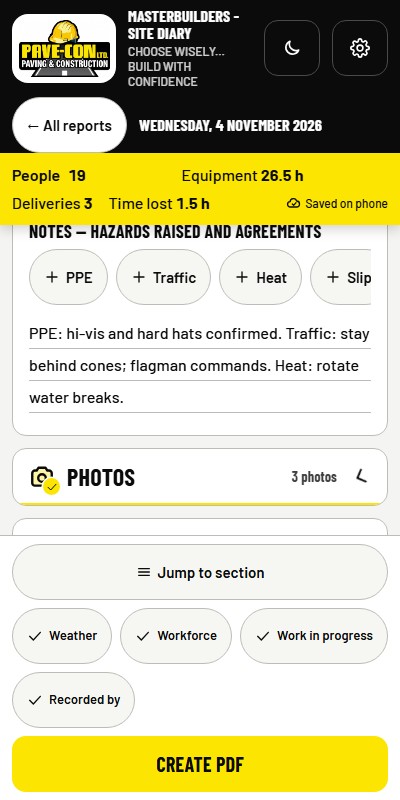 PAVE-CON LTD.
PAVING & CONSTRUCTION
MASTERBUILDERS -
SITE DIARY
CHOOSE WISELY...
BUILD WITH
CONFIDENCE
← All reports
WEDNESDAY, 4 NOVEMBER 2026
People 19 Equipment 26.5 h
Deliveries 3 Time lost 1.5 h Saved on phone
NOTES — HAZARDS RAISED AND AGREEMENTS
+ PPE + Traffic + Heat + Slip
PPE: hi-vis and hard hats confirmed. Traffic: stay
behind cones; flagman commands. Heat: rotate
water breaks.
PHOTOS 3 photos
Jump to section
Weather Workforce Work in progress
Recorded by
CREATE PDF